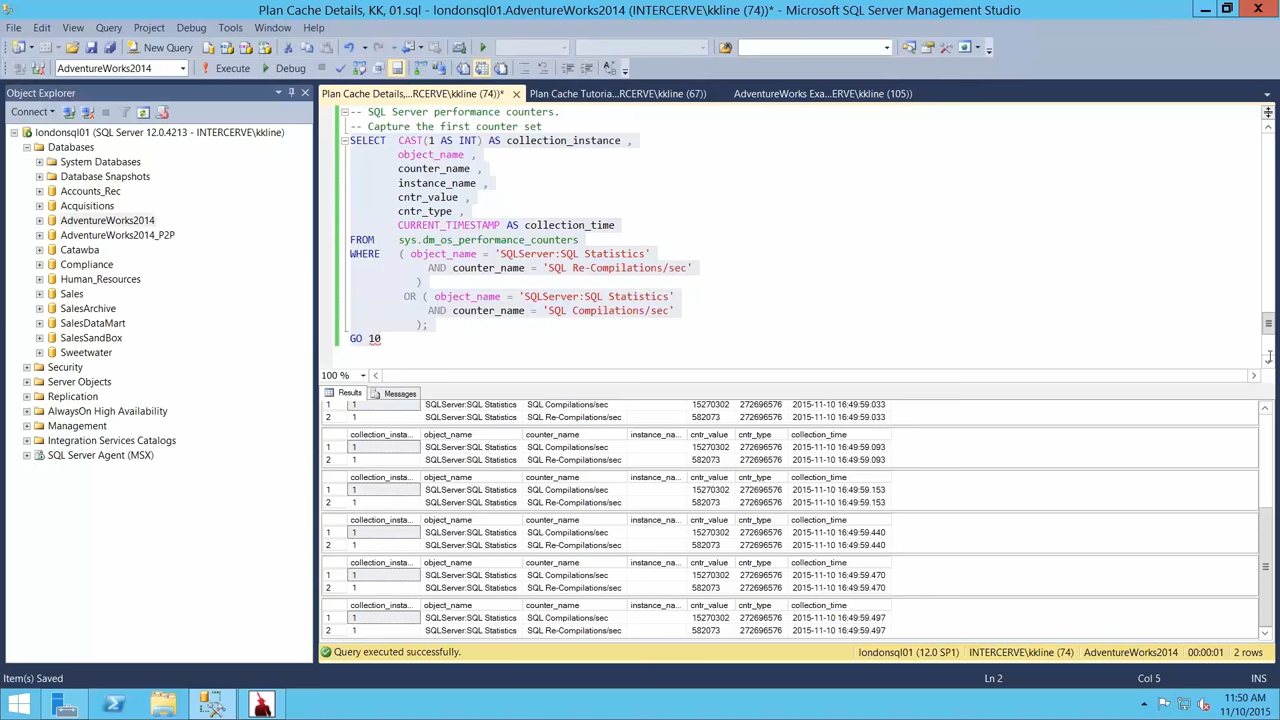 Plan Cache Details, KK, 01.sql - londonsql01.AdventureWorks2014 (INTERCERVE\kkline (74))* - Microsoft SQL Server Management Studio
File Edit View Query Project Debug Tools Window Help
New Query
AdventureWorks2014 Execute Debug
Object Explorer
Plan Cache Details,...RCERVE\kkline (74))* Plan Cache Tutoria...RCERVE\kkline (67)) AdventureWorks Exa...ERVE\kkline (105))
Connect
londonsql01 (SQL Server 12.0.4213 - INTERCERVE\kkline)
Databases
System Databases
Database Snapshots
Accounts_Rec
Acquisitions
AdventureWorks2014
AdventureWorks2014_P2P
Catawba
Compliance
Human_Resources
Sales
SalesArchive
SalesDataMart
SalesSandBox
Sweetwater
Security
Server Objects
Replication
AlwaysOn High Availability
Management
Integration Services Catalogs
SQL Server Agent (MSX)
-- SQL Server performance counters.
-- Capture the first counter set
SELECT CAST(1 AS INT) AS collection_instance ,
object_name ,
counter_name ,
instance_name ,
cntr_value ,
cntr_type ,
CURRENT_TIMESTAMP AS collection_time
FROM sys.dm_os_performance_counters
WHERE ( object_name = 'SQLServer:SQL Statistics'
AND counter_name = 'SQL Re-Compilations/sec'
)
OR ( object_name = 'SQLServer:SQL Statistics'
AND counter_name = 'SQL Compilations/sec'
);
GO 10
100 %
Results Messages
1 1 SQLServer:SQL Statistics SQL Compilations/sec 15270302 272696576 2015-11-10 16:49:59.033
2 1 SQLServer:SQL Statistics SQL Re-Compilations/sec 582073 272696576 2015-11-10 16:49:59.033
collection_insta... object_name counter_name instance_na... cntr_value cntr_type collection_time
1 1 SQLServer:SQL Statistics SQL Compilations/sec 15270302 272696576 2015-11-10 16:49:59.093
2 1 SQLServer:SQL Statistics SQL Re-Compilations/sec 582073 272696576 2015-11-10 16:49:59.093
collection_insta... object_name counter_name instance_na... cntr_value cntr_type collection_time
1 1 SQLServer:SQL Statistics SQL Compilations/sec 15270302 272696576 2015-11-10 16:49:59.153
2 1 SQLServer:SQL Statistics SQL Re-Compilations/sec 582073 272696576 2015-11-10 16:49:59.153
collection_insta... object_name counter_name instance_na... cntr_value cntr_type collection_time
1 1 SQLServer:SQL Statistics SQL Compilations/sec 15270302 272696576 2015-11-10 16:49:59.440
2 1 SQLServer:SQL Statistics SQL Re-Compilations/sec 582073 272696576 2015-11-10 16:49:59.440
collection_insta... object_name counter_name instance_na... cntr_value cntr_type collection_time
1 1 SQLServer:SQL Statistics SQL Compilations/sec 15270302 272696576 2015-11-10 16:49:59.470
2 1 SQLServer:SQL Statistics SQL Re-Compilations/sec 582073 272696576 2015-11-10 16:49:59.470
collection_insta... object_name counter_name instance_na... cntr_value cntr_type collection_time
1 1 SQLServer:SQL Statistics SQL Compilations/sec 15270302 272696576 2015-11-10 16:49:59.497
2 1 SQLServer:SQL Statistics SQL Re-Compilations/sec 582073 272696576 2015-11-10 16:49:59.497
Query executed successfully. londonsql01 (12.0 SP1) INTERCERVE\kkline (74) AdventureWorks2014 00:00:01 2 rows
Item(s) Saved Ln 2 Col 5 INS
11:50 AM
11/10/2015